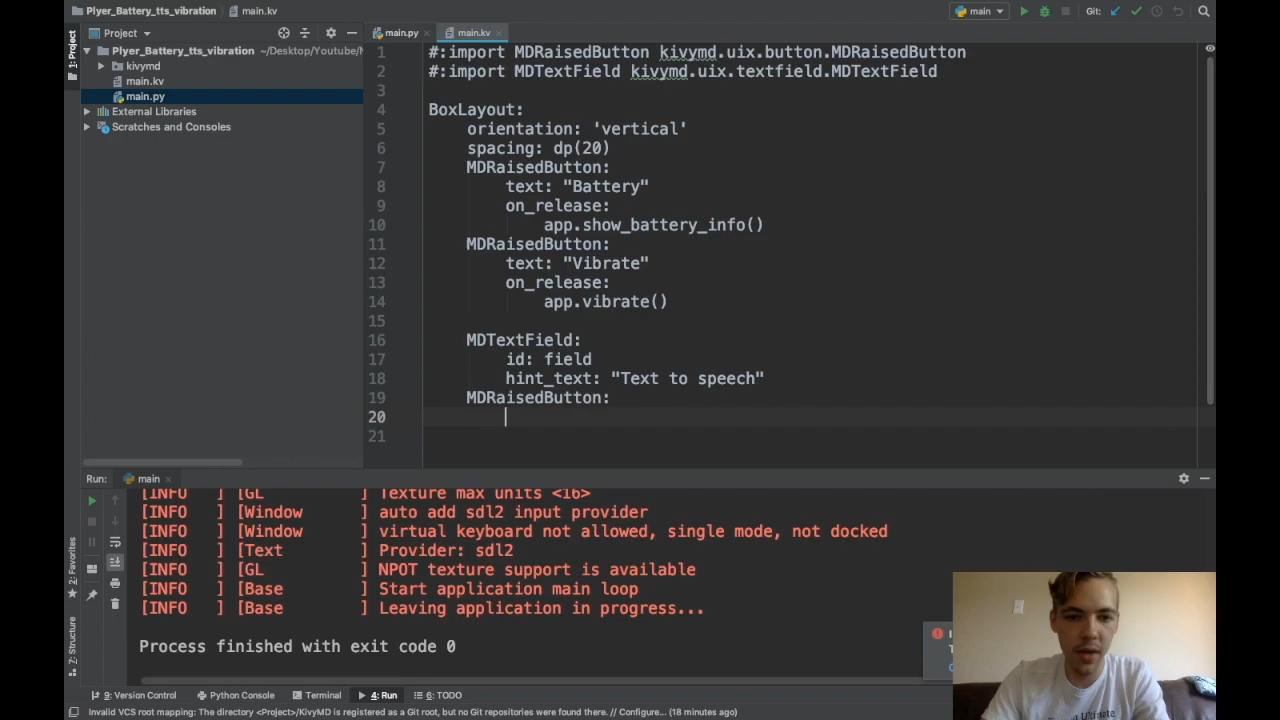 Plyer_Battery_tts_vibration
main.kv
main
Git:
Project
main.py
main.kv
1: Project
Plyer_Battery_tts_vibration ~/Desktop/Youtube/
kivymd
main.kv
main.py
External Libraries
Scratches and Consoles
1 #:import MDRaisedButton kivymd.uix.button.MDRaisedButton
2 #:import MDTextField kivymd.uix.textfield.MDTextField
3
4 BoxLayout:
5 orientation: 'vertical'
6 spacing: dp(20)
7 MDRaisedButton:
8 text: "Battery"
9 on_release:
10 app.show_battery_info()
11 MDRaisedButton:
12 text: "Vibrate"
13 on_release:
14 app.vibrate()
15
16 MDTextField:
17 id: field
18 hint_text: "Text to speech"
19 MDRaisedButton:
20
21
Run: main
[INFO ] [GL ] Texture max units <16>
[INFO ] [Window ] auto add sdl2 input provider
[INFO ] [Window ] virtual keyboard not allowed, single mode, not docked
[INFO ] [Text ] Provider: sdl2
[INFO ] [GL ] NPOT texture support is available
[INFO ] [Base ] Start application main loop
[INFO ] [Base ] Leaving application in progress...
Process finished with exit code 0
2: Favorites
7: Structure
9: Version Control
Python Console
Terminal
4: Run
6: TODO
Invalid VCS root mapping: The directory <Project>/KivyMD is registered as a Git root, but no Git repositories were found there. // Configure... (18 minutes ago)